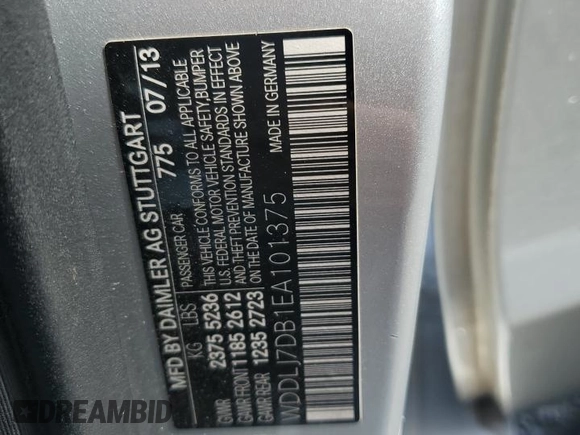 MFD BY DAIMLER AG STUTTGART
775 07/13
KG LBS PASSENGER CAR
GVWR 2375 5236 THIS VEHICLE CONFORMS TO ALL APPLICABLE
U.S. FEDERAL MOTOR VEHICLE SAFETY,BUMPER
GWR FRONT 1185 2612 AND THEFT PREVENTION STANDARDS IN EFFECT
GWR REAR 1235 2723 ON THE DATE OF MANUFACTURE SHOWN ABOVE
MADE IN GERMANY
WDDLJ7DB1EA101375
DREAMBID